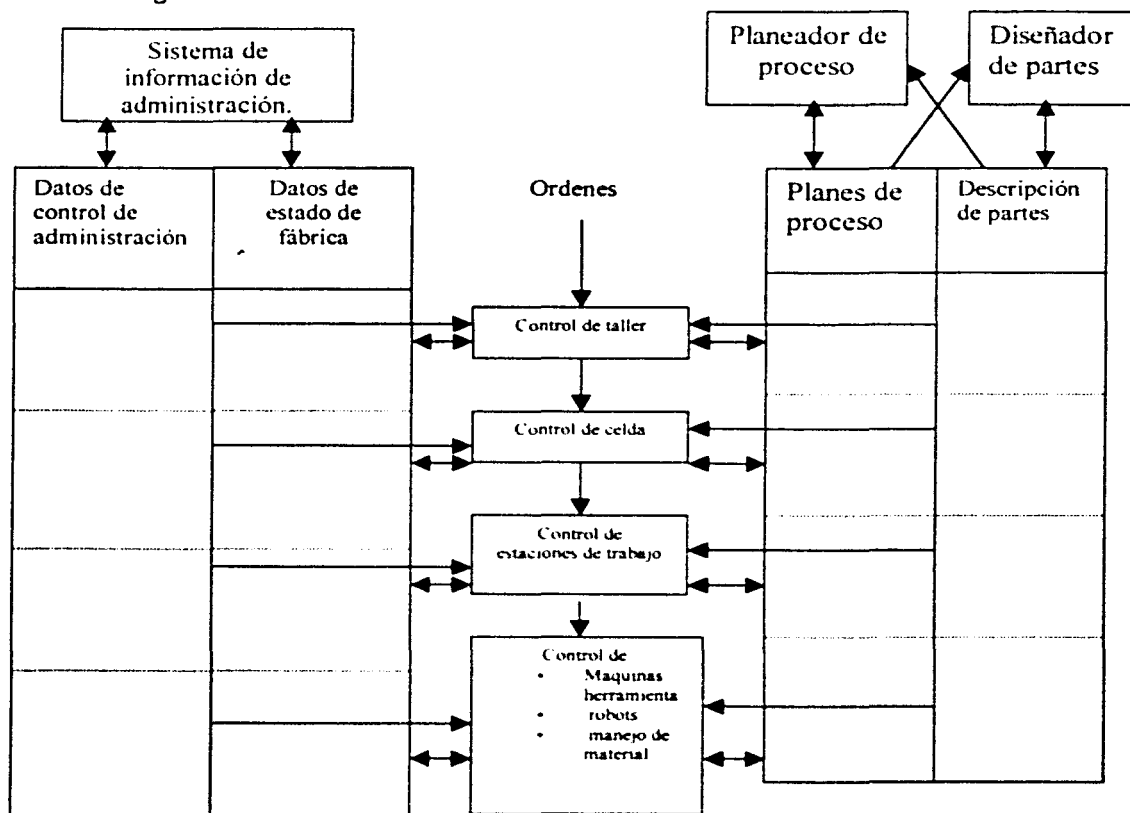 Sistema de
información de
administración.
Planeador de
proceso
Diseñador
de partes
Datos de
control de
administración
Datos de
estado de
fábrica
Ordenes
Planes de
proceso
Descripción
de partes
Control de taller
Control de celda
Control de
estaciones de trabajo
Control de
• Maquinas
herramienta
• robots
• manejo de
material